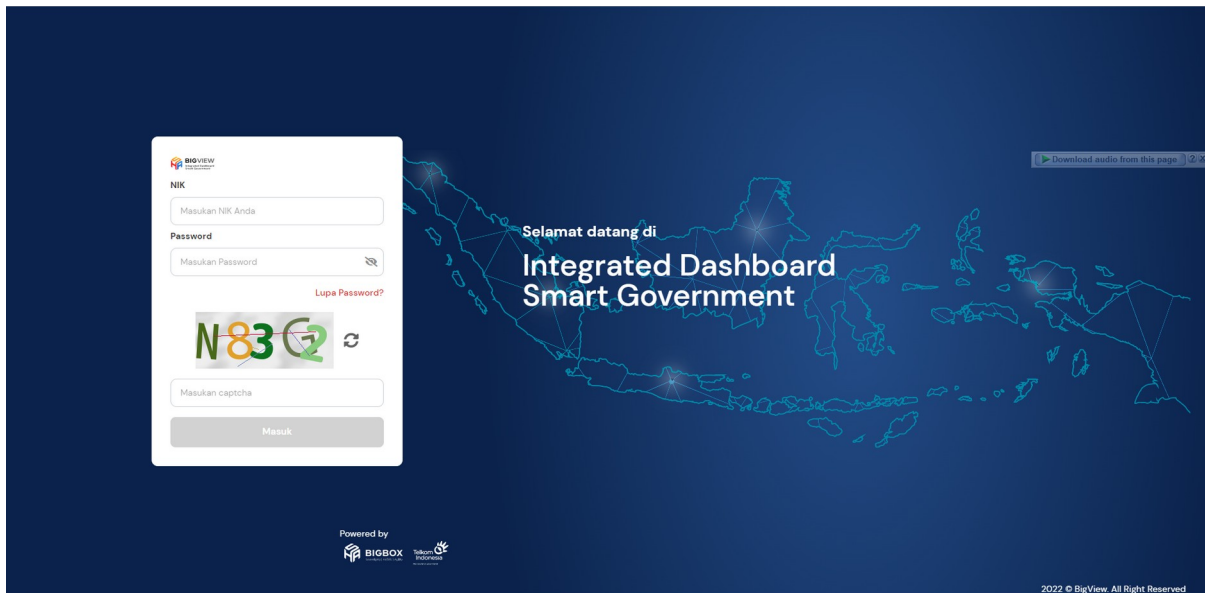 BIGVIEW
NIK
Masukan NIK Anda
Password
Masukan Password
Lupa Password?
N83G2
Masukan captcha
Masuk
Selamat datang di
Integrated Dashboard
Smart Government
Download audio from this page
Powered by
BIGBOX
Telkom
Indonesia
2022 © BigView. All Right Reserved